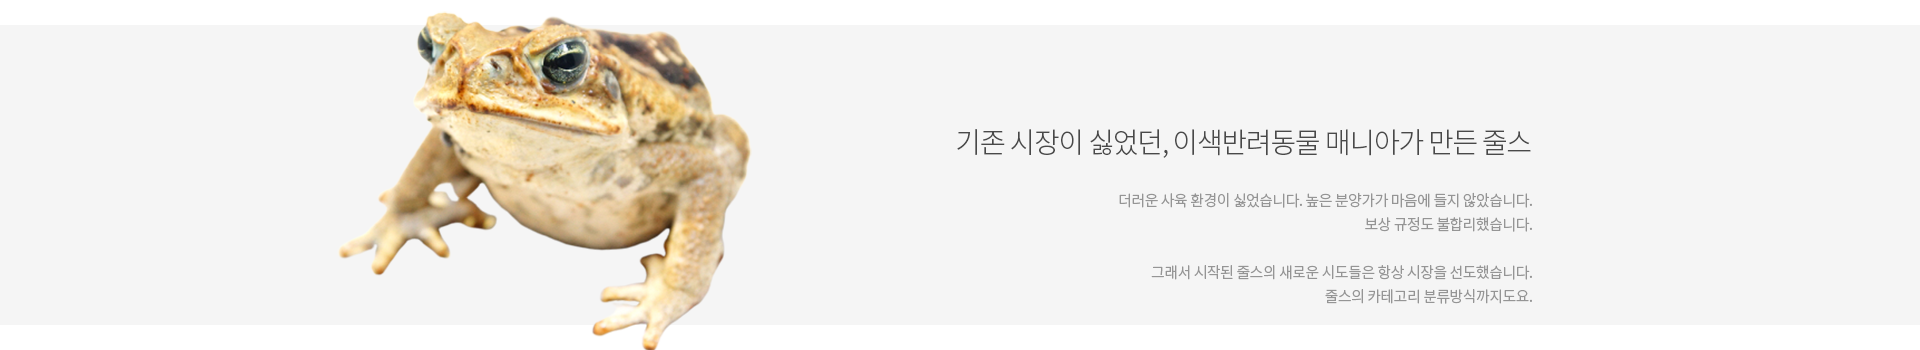 기존 시장이 싫었던, 이색반려동물 매니아가 만든 줄스
더러운 사육 환경이 싫었습니다. 높은 분양가가 마음에 들지 않았습니다.
보상 규정도 불합리했습니다.
그래서 시작된 줄스의 새로운 시도들은 항상 시장을 선도했습니다.
줄스의 카테고리 분류방식까지도요.